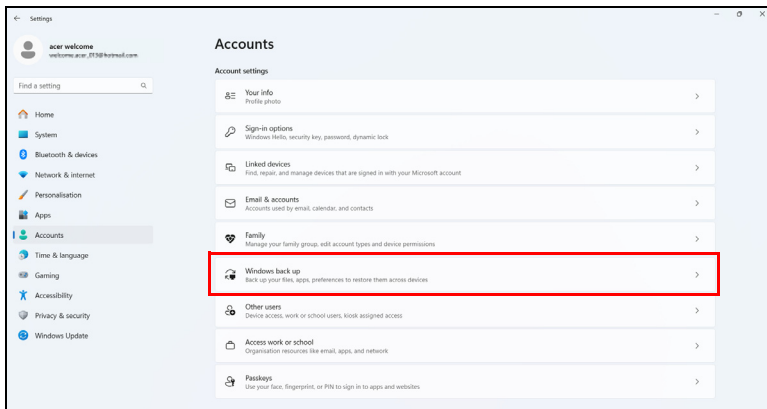 Settings
acer welcome
welcome.acer_013@hotmail.com
Find a setting
Home
System
Bluetooth & devices
Network & internet
Personalisation
Apps
Accounts
Time & language
Gaming
Accessibility
Privacy & security
Windows Update
Accounts
Account settings
Your info
Profile photo
Sign-in options
Windows Hello, security key, password, dynamic lock
Linked devices
Find, repair, and manage devices that are signed in with your Microsoft account
Email & accounts
Accounts used by email, calendar, and contacts
Family
Manage your family group, edit account types and device permissions
Windows back up
Back up your files, apps, preferences to restore them across devices
Other users
Device access, work or school users, kiosk assigned access
Access work or school
Organisation resources like email, apps, and network
Passkeys
Use your face, fingerprint, or PIN to sign in to apps and websites